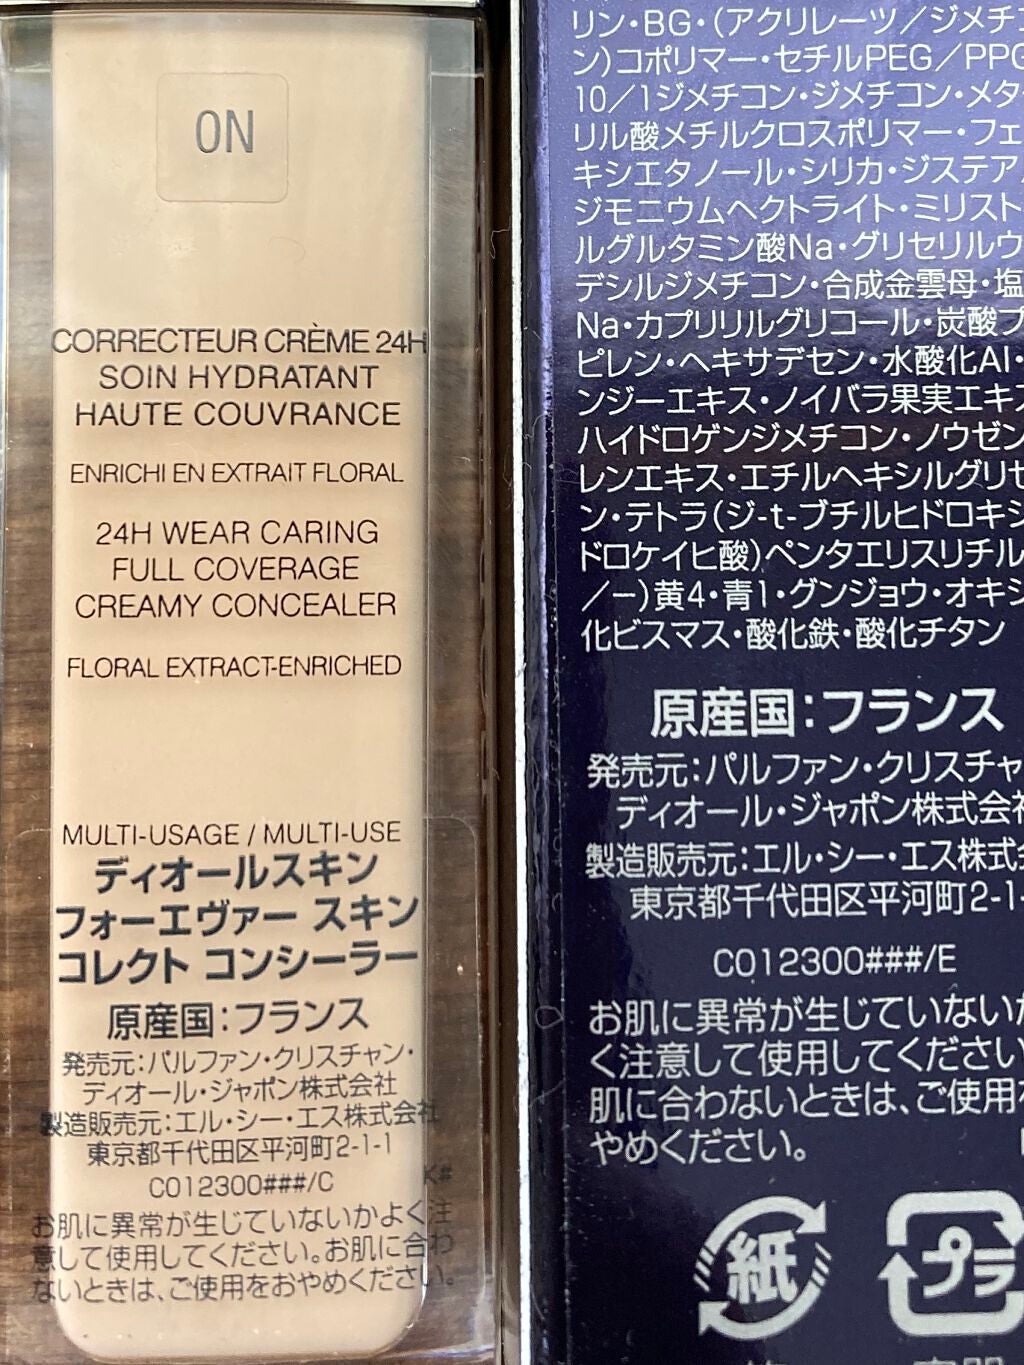 0N
CORRECTEUR CRÈME 24H
SOIN HYDRATANT
HAUTE COUVRANCE
ENRICHI EN EXTRAIT FLORAL
24H WEAR CARING
FULL COVERAGE
CREAMY CONCEALER
FLORAL EXTRACT-ENRICHED
MULTI-USAGE / MULTI-USE
ディオールスキン
フォーエヴァー スキン
コレクト コンシーラー
原産国：フランス
発売元：パルファン・クリスチャン・
ディオール・ジャポン株式会社
製造販売元：エル・シー・エス株式会社
東京都千代田区平河町2-1-1
C012300###/C
K#
お肌に異常が生じていないかよく注
意して使用してください。お肌に合わ
ないときは、ご使用をおやめください。
リン・BG・（アクリレーツ／ジメチコ
ン）コポリマー・セチルPEG／PPG
10／1ジメチコン・ジメチコン・メタ
リル酸メチルクロスポリマー・フェ
キシエタノール・シリカ・ジステア
ジモニウムヘクトライト・ミリスト
ルグルタミン酸Na・グリセリルウ
デシルジメチコン・合成金雲母・塩
Na・カプリリルグリコール・炭酸プ
ピレン・ヘキサデセン・水酸化Al・
ンジーエキス・ノイバラ果実エキス
ハイドロゲンジメチコン・ノウゼン
レンエキス・エチルヘキシルグリセ
ン・テトラ（ジ-t-ブチルヒドロキシ
ドロケイヒ酸）ペンタエリスリチル
／－）黄4・青1・グンジョウ・オキシ
化ビスマス・酸化鉄・酸化チタン
原産国：フランス
発売元：パルファン・クリスチャ
ディオール・ジャポン株式会社
製造販売元：エル・シー・エス株式会
東京都千代田区平河町2-1-
C012300###/E
お肌に異常が生じていないか
く注意して使用してください
肌に合わないときは、ご使用を
やめください。
紙
プラ